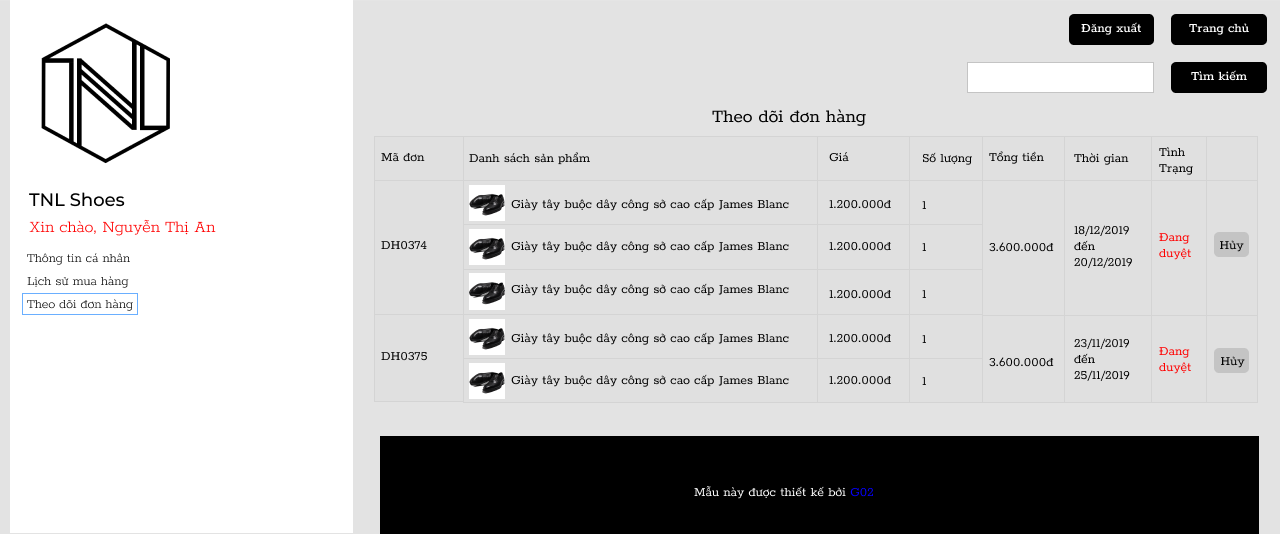 Đăng xuất
Trang chủ
Tìm kiếm
TNL Shoes
Xin chào, Nguyễn Thị An
Thông tin cá nhân
Lịch sử mua hàng
Theo dõi đơn hàng
Theo dõi đơn hàng
Mã đơn
Danh sách sản phẩm
Giá
Số lượng
Tổng tiền
Thời gian
Tình
Trạng
DH0374
Giày tây buộc dây công sở cao cấp James Blanc
1.200.000đ
1
Giày tây buộc dây công sở cao cấp James Blanc
1.200.000đ
1
Giày tây buộc dây công sở cao cấp James Blanc
1.200.000đ
1
3.600.000đ
18/12/2019
đến
20/12/2019
Đang
duyệt
Hủy
DH0375
Giày tây buộc dây công sở cao cấp James Blanc
1.200.000đ
1
Giày tây buộc dây công sở cao cấp James Blanc
1.200.000đ
1
3.600.000đ
23/11/2019
đến
25/11/2019
Đang
duyệt
Hủy
Mẫu này được thiết kế bởi G02